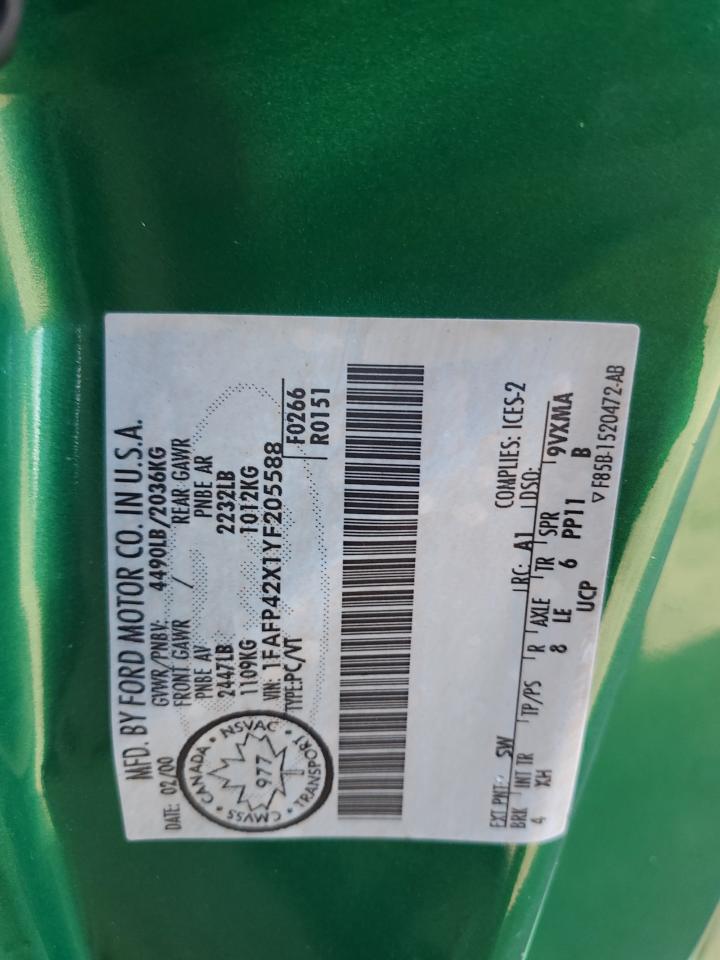 MFD. BY FORD MOTOR CO. IN U.S.A.
DATE: 02/00 GVWR/PNBV: 4490LB/2036KG
FRONT GAWR / REAR GAWR
PNBE AV PNBE AR
2447LB 2232LB
1109KG 1012KG
VIN: 1FAFP42X1YF205588
TYPE:PC/VT
F0266
R0151
CANADA • NSVAC • TRANSPORT • CMVSS •
977
T
COMPLIES: ICES-2
EXT PNT: SW RC: A1 DSO: 9VXMA
BRK INT TR TP/PS R AXLE TR SPR
4 XH 8 LE 6 PP11 B
UCP
▽F85B-1520472-AB